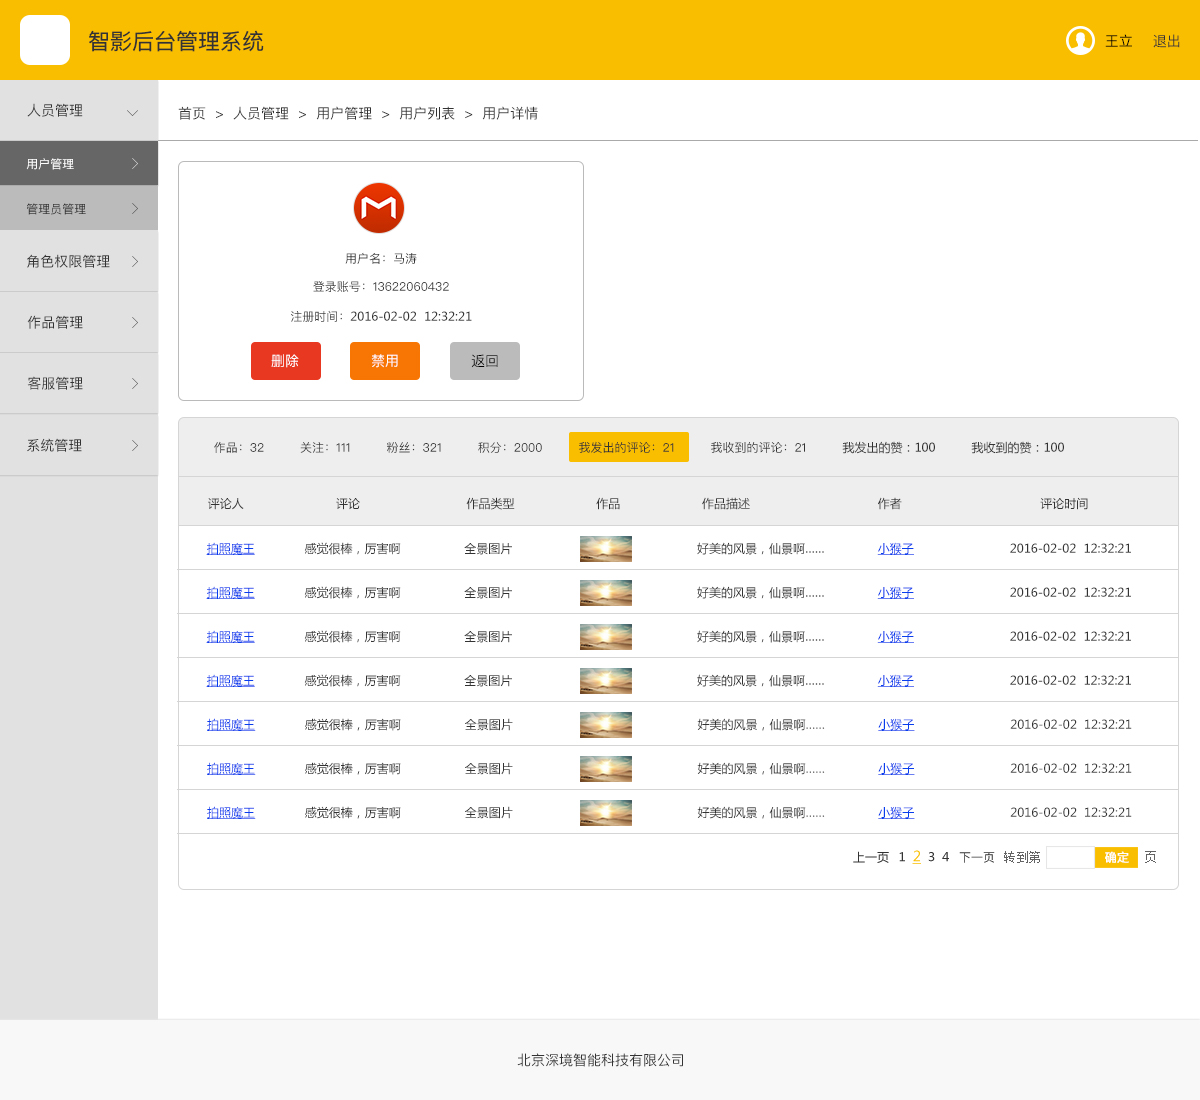 智影后台管理系统
王立 退出
人员管理
用户管理
管理员管理
角色权限管理
作品管理
客服管理
系统管理
首页 > 人员管理 > 用户管理 > 用户列表 > 用户详情
用户名：马涛
登录账号：13622060432
注册时间：2016-02-02 12:32:21
删除 禁用 返回
作品：32 关注：111 粉丝：321 积分：2000 我发出的评论：21 我收到的评论：21 我发出的赞：100 我收到的赞：100
评论人 评论 作品类型 作品 作品描述 作者 评论时间
拍照魔王 感觉很棒，厉害啊 全景图片 好美的风景，仙景啊...... 小猴子 2016-02-02 12:32:21
拍照魔王 感觉很棒，厉害啊 全景图片 好美的风景，仙景啊...... 小猴子 2016-02-02 12:32:21
拍照魔王 感觉很棒，厉害啊 全景图片 好美的风景，仙景啊...... 小猴子 2016-02-02 12:32:21
拍照魔王 感觉很棒，厉害啊 全景图片 好美的风景，仙景啊...... 小猴子 2016-02-02 12:32:21
拍照魔王 感觉很棒，厉害啊 全景图片 好美的风景，仙景啊...... 小猴子 2016-02-02 12:32:21
拍照魔王 感觉很棒，厉害啊 全景图片 好美的风景，仙景啊...... 小猴子 2016-02-02 12:32:21
拍照魔王 感觉很棒，厉害啊 全景图片 好美的风景，仙景啊...... 小猴子 2016-02-02 12:32:21
上一页 1 2 3 4 下一页 转到第 确定 页
北京深境智能科技有限公司